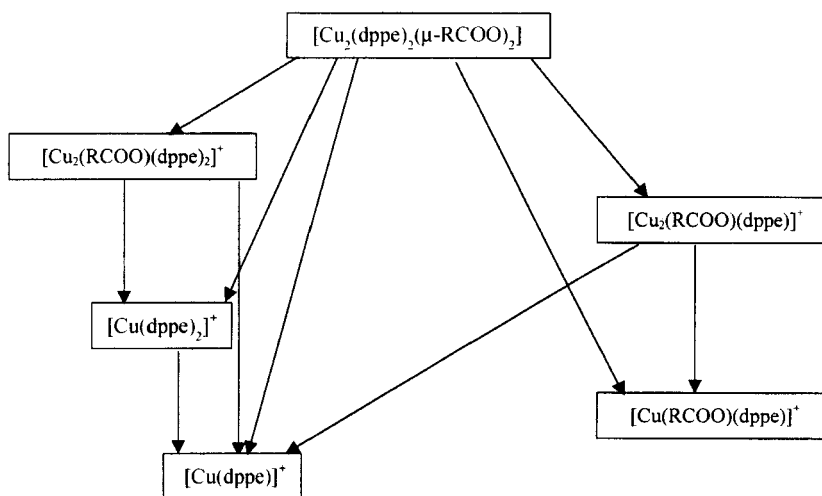 [Cu₂(dppe)₂(μ-RCOO)₂]
[Cu₂(RCOO)(dppe)₂]⁺
[Cu₂(RCOO)(dppe)]⁺
[Cu(dppe)₂]⁺
[Cu(RCOO)(dppe)]⁺
[Cu(dppe)]⁺